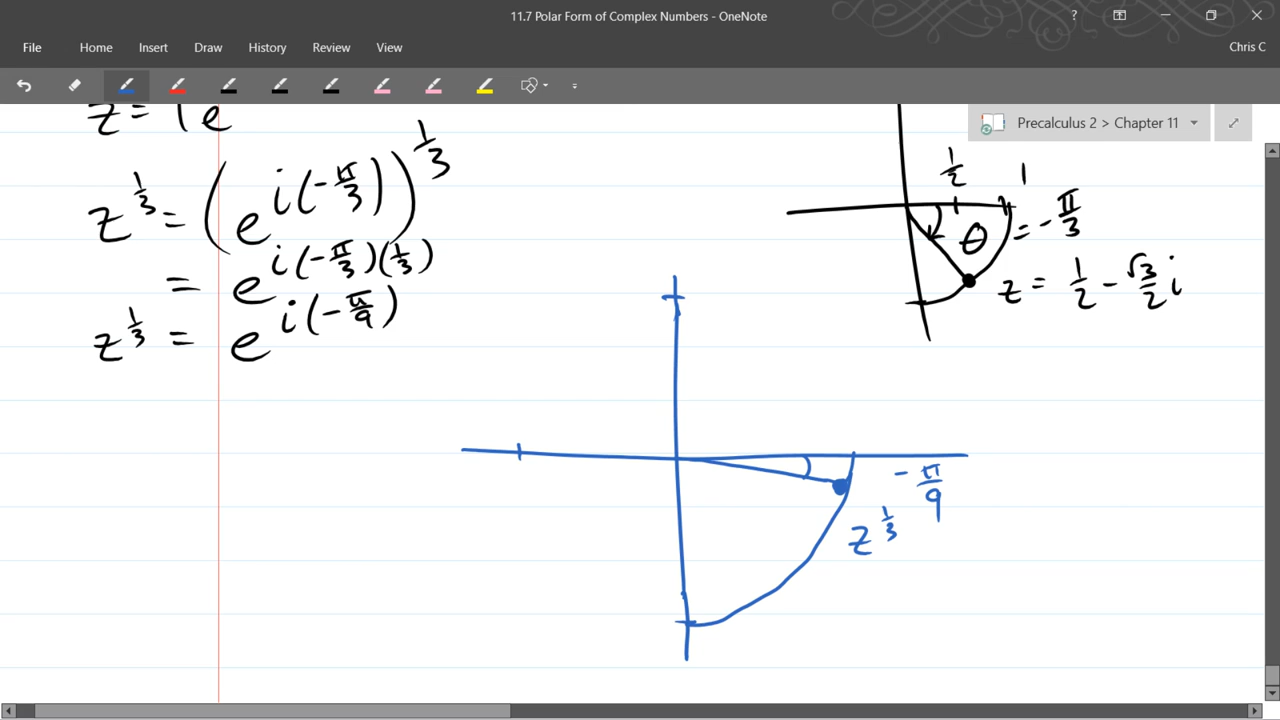 11.7 Polar Form of Complex Numbers - OneNote
File Home Insert Draw History Review View
Chris C
Precalculus 2 > Chapter 11
z = 1e
z^{1/3} = (e^{i(-π/3)})^{1/3}
= e^{i(-π/3)(1/3)}
z^{1/3} = e^{i(-π/9)}
1/2 1
θ = -π/3
z = 1/2 - √3/2 i
-π/9
z^{1/3}